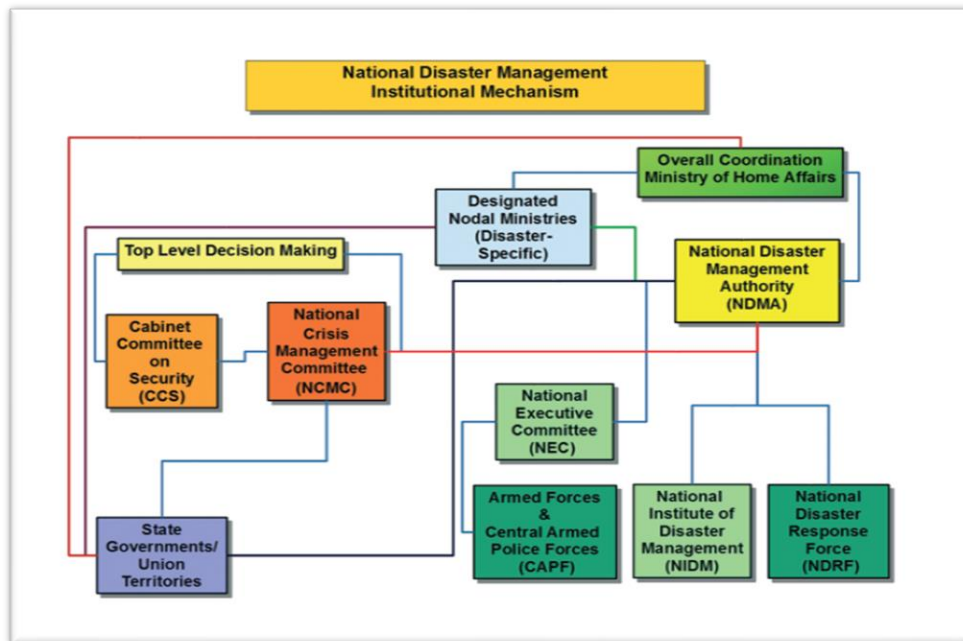 National Disaster Management
Institutional Mechanism
Overall Coordination
Ministry of Home Affairs
Designated
Nodal Ministries
(Disaster-
Specific)
Top Level Decision Making
National Disaster
Management
Authority
(NDMA)
Cabinet
Committee
on
Security
(CCS)
National
Crisis
Management
Committee
(NCMC)
National
Executive
Committee
(NEC)
State
Governments/
Union
Territories
Armed Forces
&
Central Armed
Police Forces
(CAPF)
National
Institute of
Disaster
Management (NIDM)
National
Disaster
Response
Force
(NDRF)